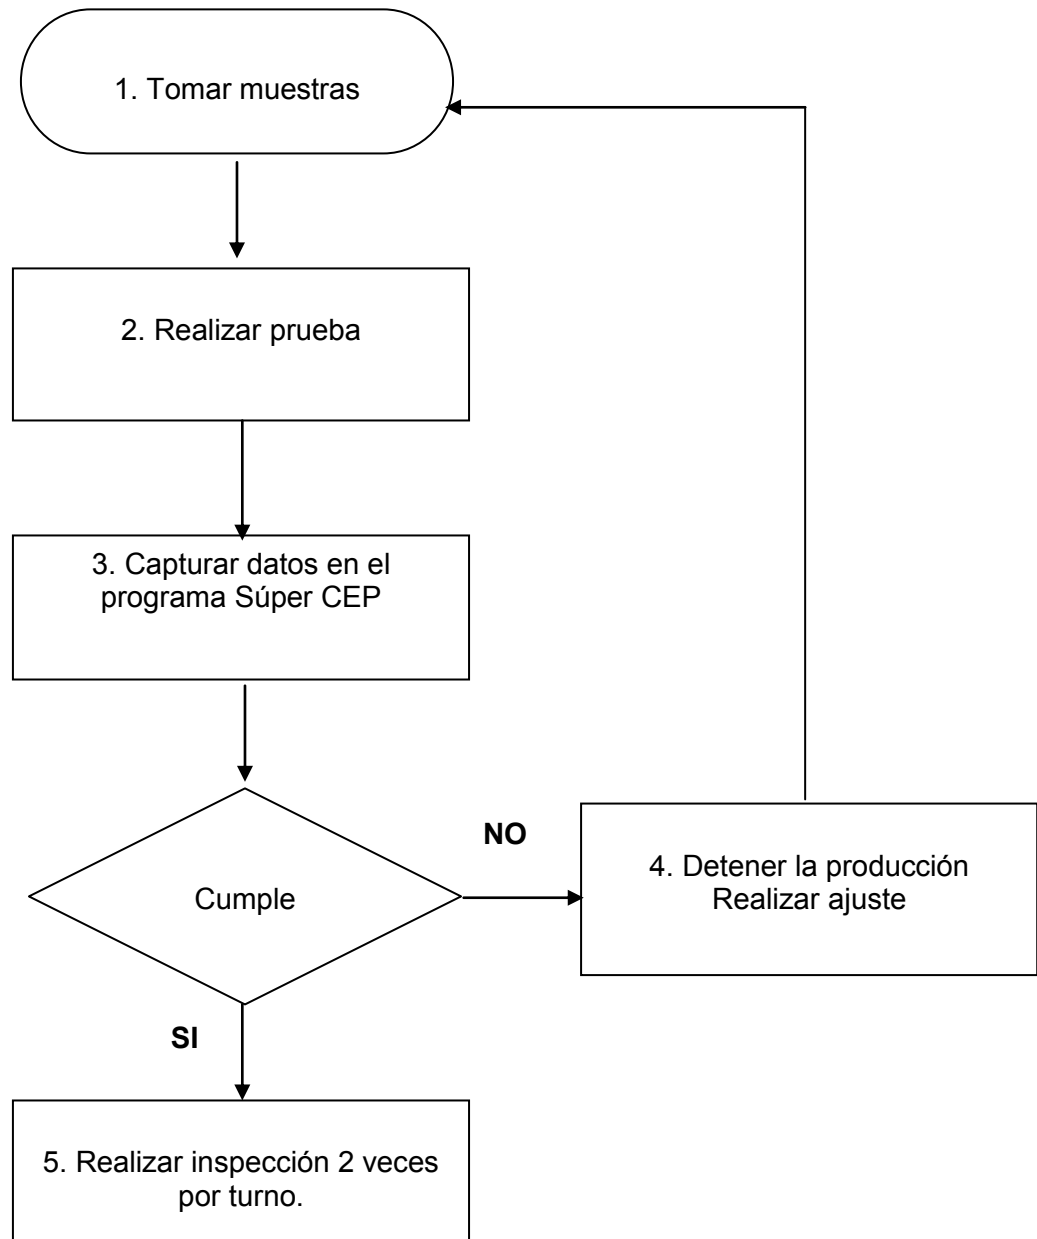 1. Tomar muestras
2. Realizar prueba
3. Capturar datos en el
programa Súper CEP
NO
4. Detener la producción
Realizar ajuste
Cumple
SI
5. Realizar inspección 2 veces
por turno.